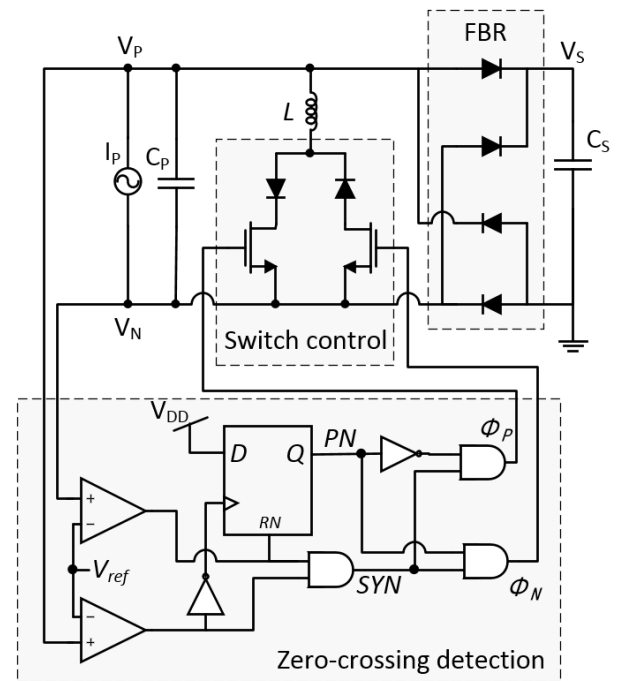 FBR
V_P
V_S
L
I_P
C_P
C_S
V_N
Switch control
V_DD
D
Q
PN
Φ_P
+
−
RN
V_ref
SYN
Φ_N
−
+
Zero-crossing detection